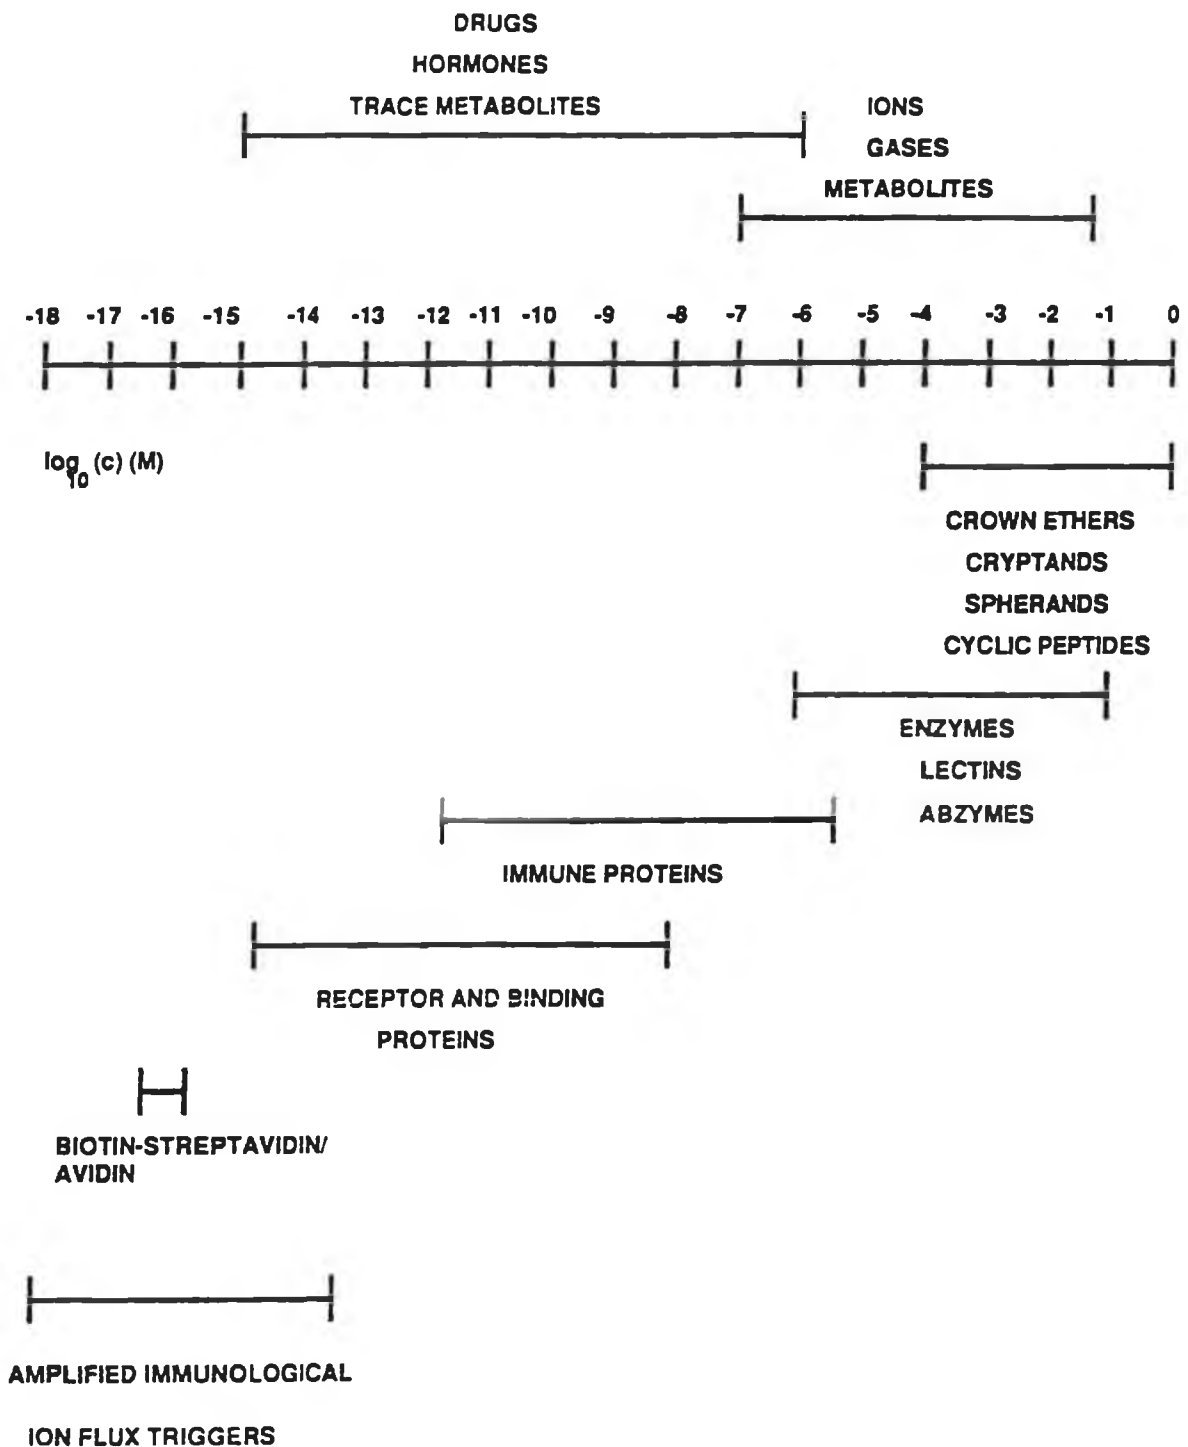 DRUGS
HORMONES
TRACE METABOLITES
IONS
GASES
METABOLITES
-18 -17 -16 -15 -14 -13 -12 -11 -10 -9 -8 -7 -6 -5 -4 -3 -2 -1 0
log10 (c) (M)
CROWN ETHERS
CRYPTANDS
SPHERANDS
CYCLIC PEPTIDES
ENZYMES
LECTINS
ABZYMES
IMMUNE PROTEINS
RECEPTOR AND BINDING
PROTEINS
BIOTIN-STREPTAVIDIN/
AVIDIN
AMPLIFIED IMMUNOLOGICAL
ION FLUX TRIGGERS